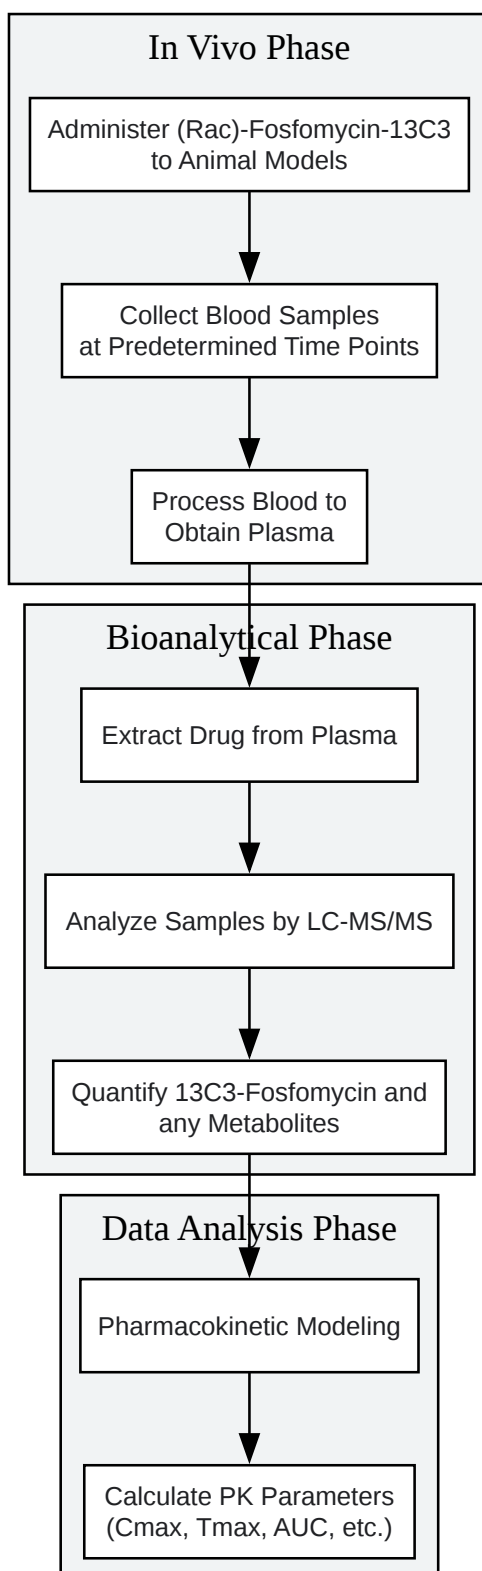 In Vivo Phase
Administer (Rac)-Fosfomycin-13C3
to Animal Models
Collect Blood Samples
at Predetermined Time Points
Process Blood to
Obtain Plasma
Bioanalytical Phase
Extract Drug from Plasma
Analyze Samples by LC-MS/MS
Quantify 13C3-Fosfomycin and
any Metabolites
Data Analysis Phase
Pharmacokinetic Modeling
Calculate PK Parameters
(Cmax, Tmax, AUC, etc.)